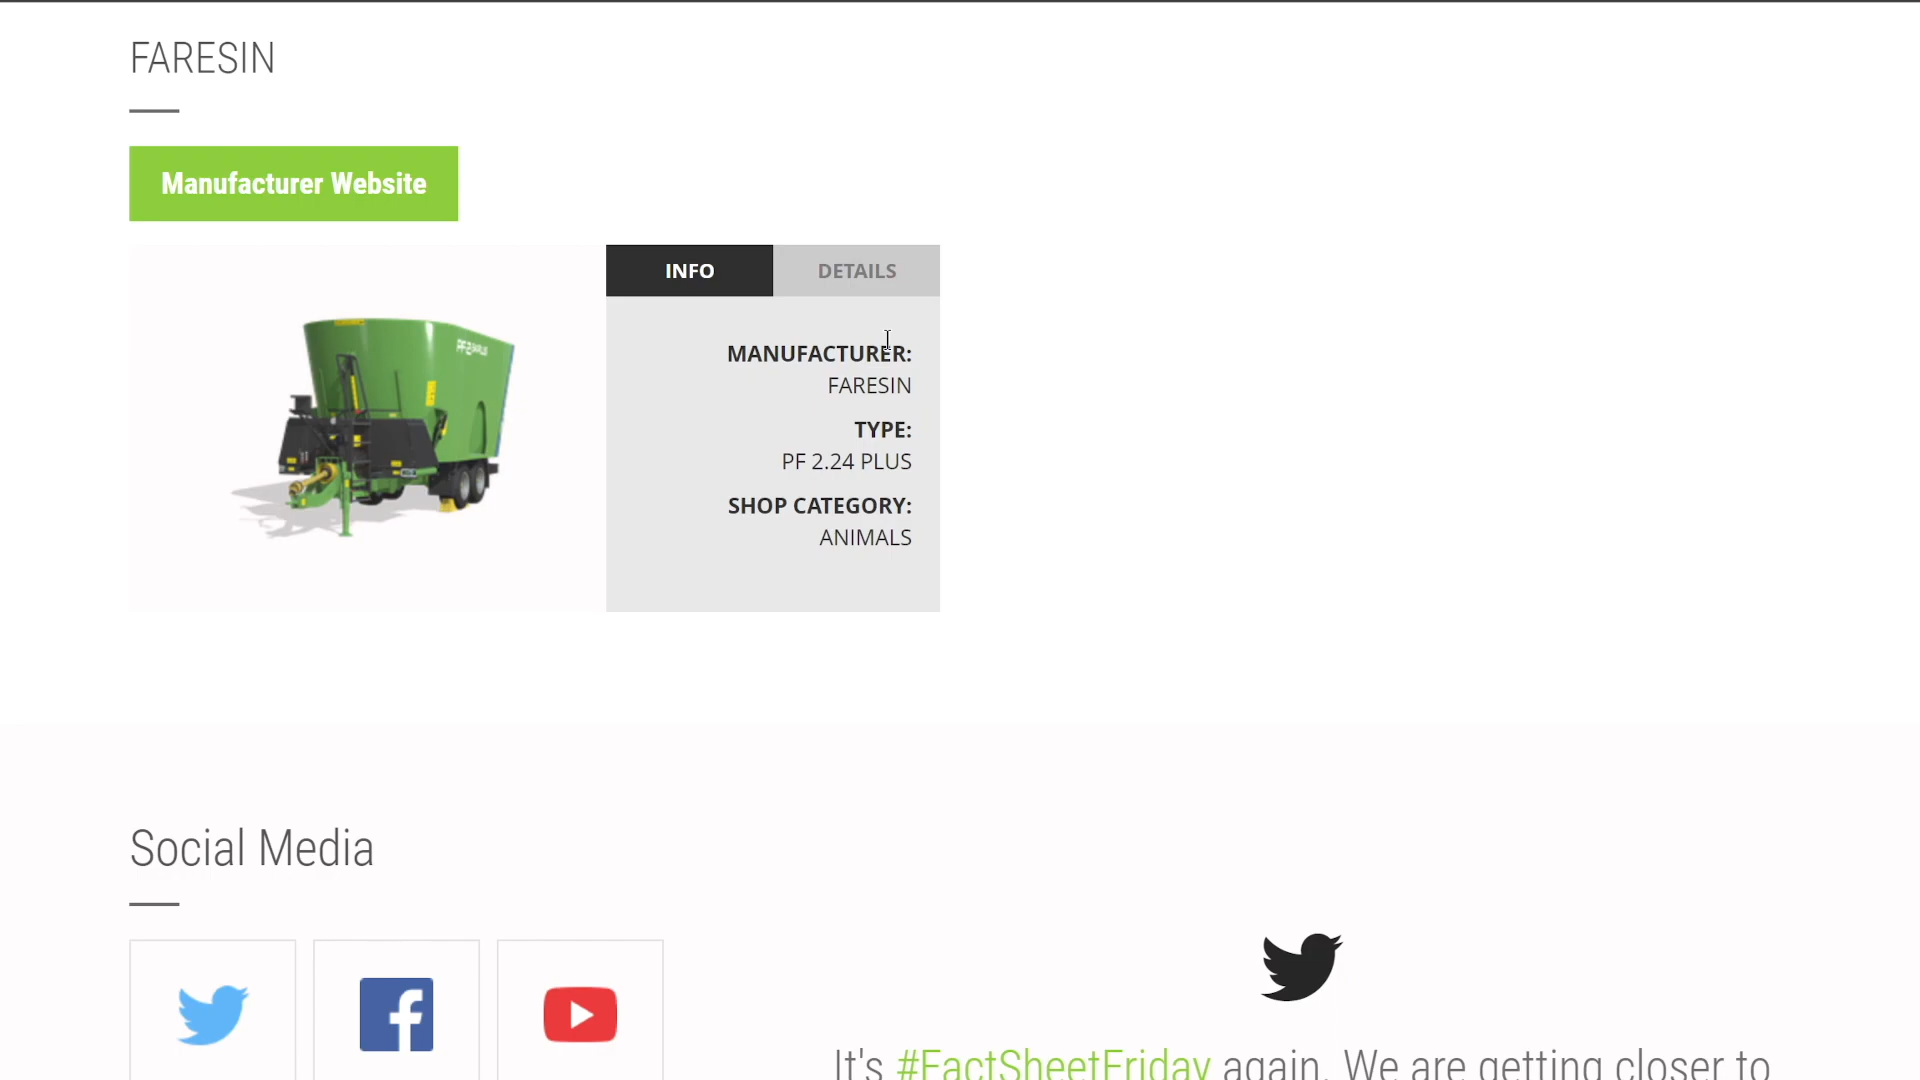 FARESIN
Manufacturer Website
INFO
DETAILS
MANUFACTURER:
FARESIN
TYPE:
PF 2.24 PLUS
SHOP CATEGORY:
ANIMALS
Social Media
It's #FactSheetFriday again. We are getting closer to